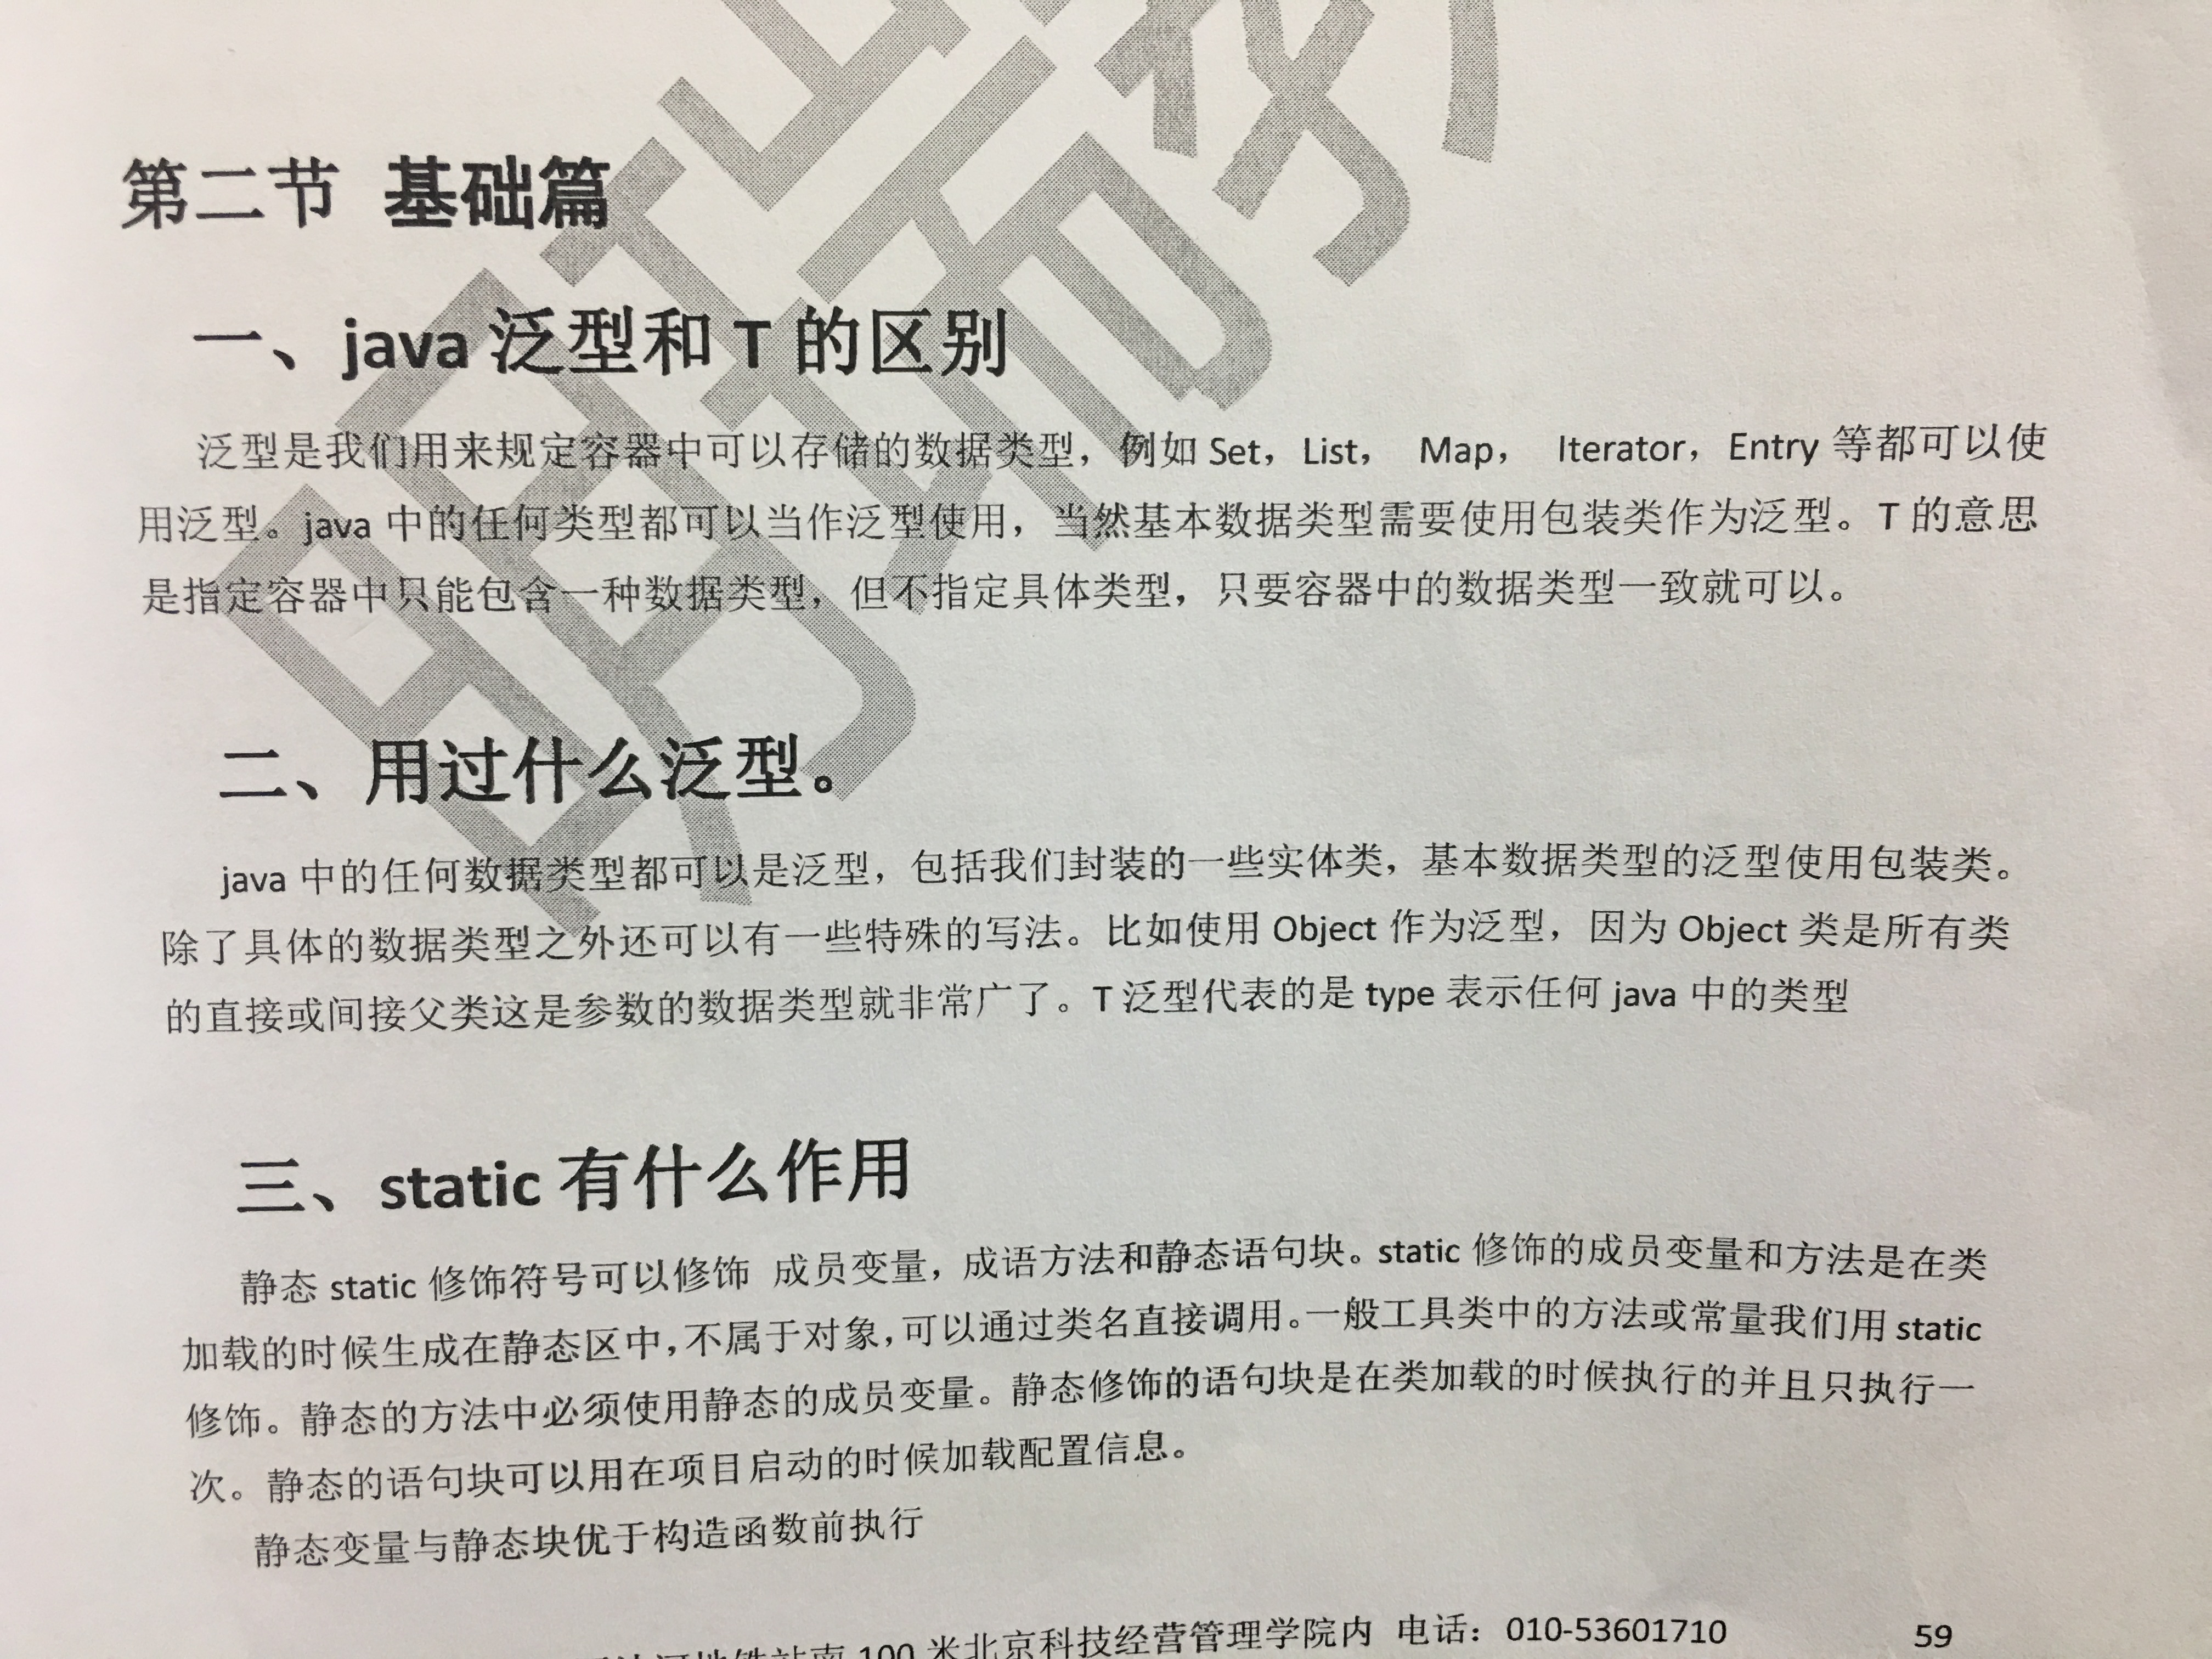 第二节 基础篇
一、java 泛型和 T 的区别
泛型是我们用来规定容器中可以存储的数据类型，例如 Set，List， Map， Iterator，Entry 等都可以使
用泛型。java 中的任何类型都可以当作泛型使用，当然基本数据类型需要使用包装类作为泛型。T 的意思
是指定容器中只能包含一种数据类型，但不指定具体类型，只要容器中的数据类型一致就可以。
二、用过什么泛型。
java 中的任何数据类型都可以是泛型，包括我们封装的一些实体类，基本数据类型的泛型使用包装类。
除了具体的数据类型之外还可以有一些特殊的写法。比如使用 Object 作为泛型，因为 Object 类是所有类
的直接或间接父类这是参数的数据类型就非常广了。T 泛型代表的是 type 表示任何 java 中的类型
三、static 有什么作用
静态 static 修饰符号可以修饰 成员变量，成语方法和静态语句块。static 修饰的成员变量和方法是在类
加载的时候生成在静态区中，不属于对象，可以通过类名直接调用。一般工具类中的方法或常量我们用 static
修饰。静态的方法中必须使用静态的成员变量。静态修饰的语句块是在类加载的时候执行的并且只执行一
次。静态的语句块可以用在项目启动的时候加载配置信息。
静态变量与静态块优于构造函数前执行
地铁站南 100 米北京科技经营管理学院内 电话：010-53601710 59